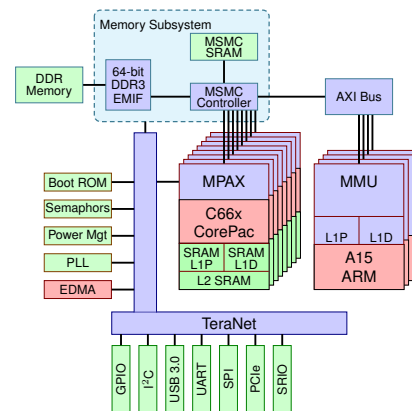 Memory Subsystem
MSMC
SRAM
64-bit
DDR3
EMIF
DDR
Memory
MSMC
Controller
AXI Bus
Boot ROM
Semaphors
Power Mgt
PLL
EDMA
MPAX
C66x
CorePac
SRAM
L1P
SRAM
L1D
L2 SRAM
MMU
L1P
L1D
A15
ARM
TeraNet
GPIO
I²C
USB 3.0
UART
SPI
PCIe
SRIO